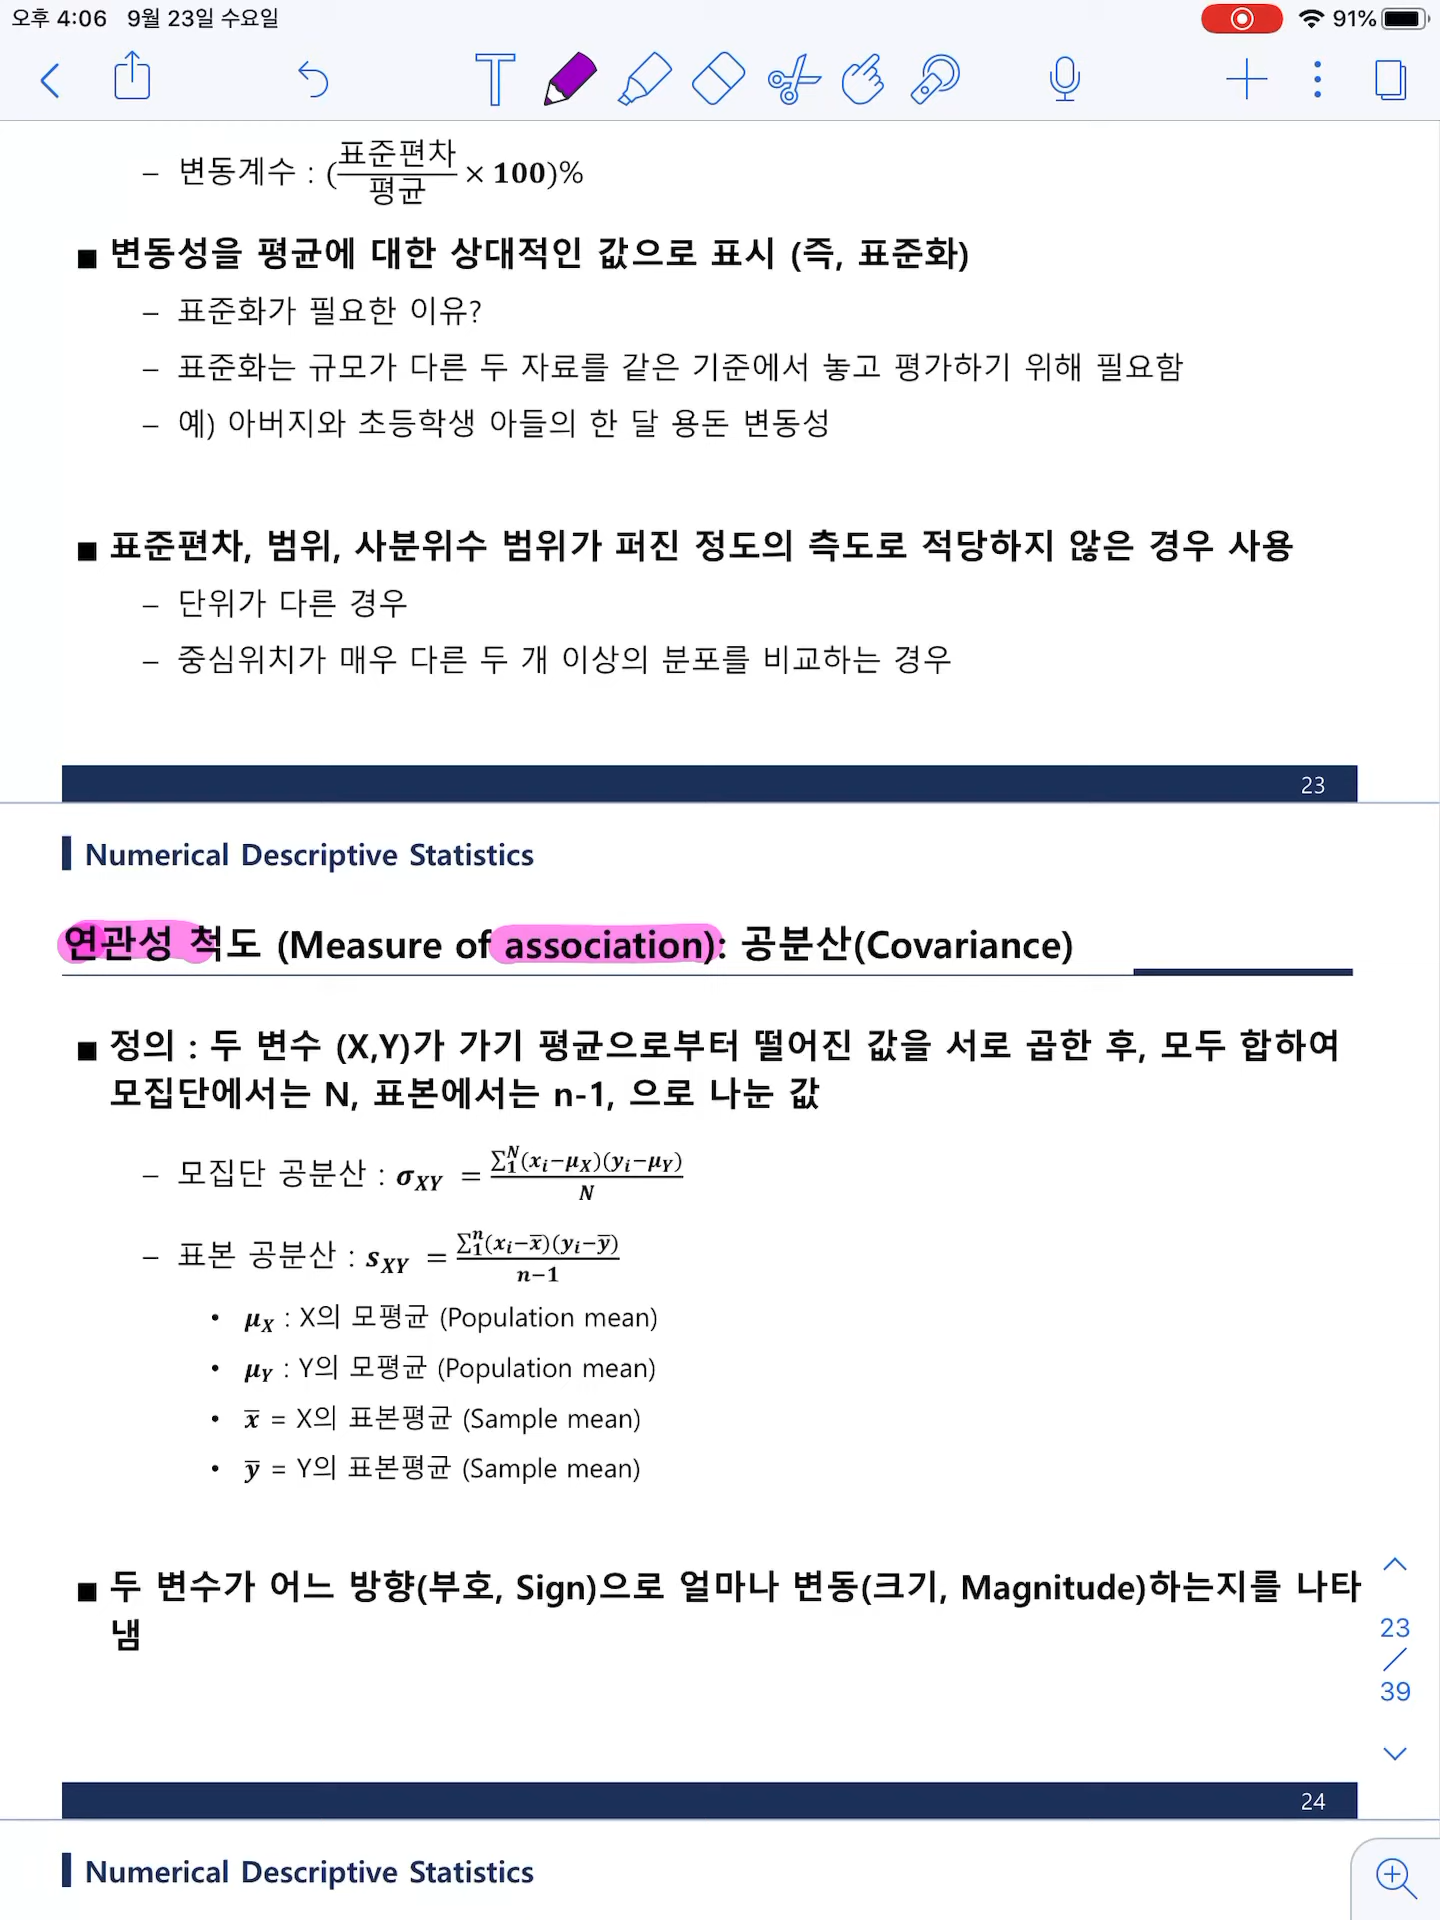 오후 4:06 9월 23일 수요일
91%
– 변동계수 : (표준편차/평균 × 100)%
■ 변동성을 평균에 대한 상대적인 값으로 표시 (즉, 표준화)
– 표준화가 필요한 이유?
– 표준화는 규모가 다른 두 자료를 같은 기준에서 놓고 평가하기 위해 필요함
– 예) 아버지와 초등학생 아들의 한 달 용돈 변동성
■ 표준편차, 범위, 사분위수 범위가 퍼진 정도의 측도로 적당하지 않은 경우 사용
– 단위가 다른 경우
– 중심위치가 매우 다른 두 개 이상의 분포를 비교하는 경우
23
Numerical Descriptive Statistics
연관성 척도 (Measure of association): 공분산(Covariance)
■ 정의 : 두 변수 (X,Y)가 가기 평균으로부터 떨어진 값을 서로 곱한 후, 모두 합하여
모집단에서는 N, 표본에서는 n-1, 으로 나눈 값
– 모집단 공분산 : σ_XY = ∑₁ᴺ(xᵢ−μ_X)(yᵢ−μ_Y)/N
– 표본 공분산 : s_XY = ∑₁ⁿ(xᵢ−x̄)(yᵢ−ȳ)/n−1
• μ_X : X의 모평균 (Population mean)
• μ_Y : Y의 모평균 (Population mean)
• x̄ = X의 표본평균 (Sample mean)
• ȳ = Y의 표본평균 (Sample mean)
■ 두 변수가 어느 방향(부호, Sign)으로 얼마나 변동(크기, Magnitude)하는지를 나타
냄
23
/
39
24
Numerical Descriptive Statistics